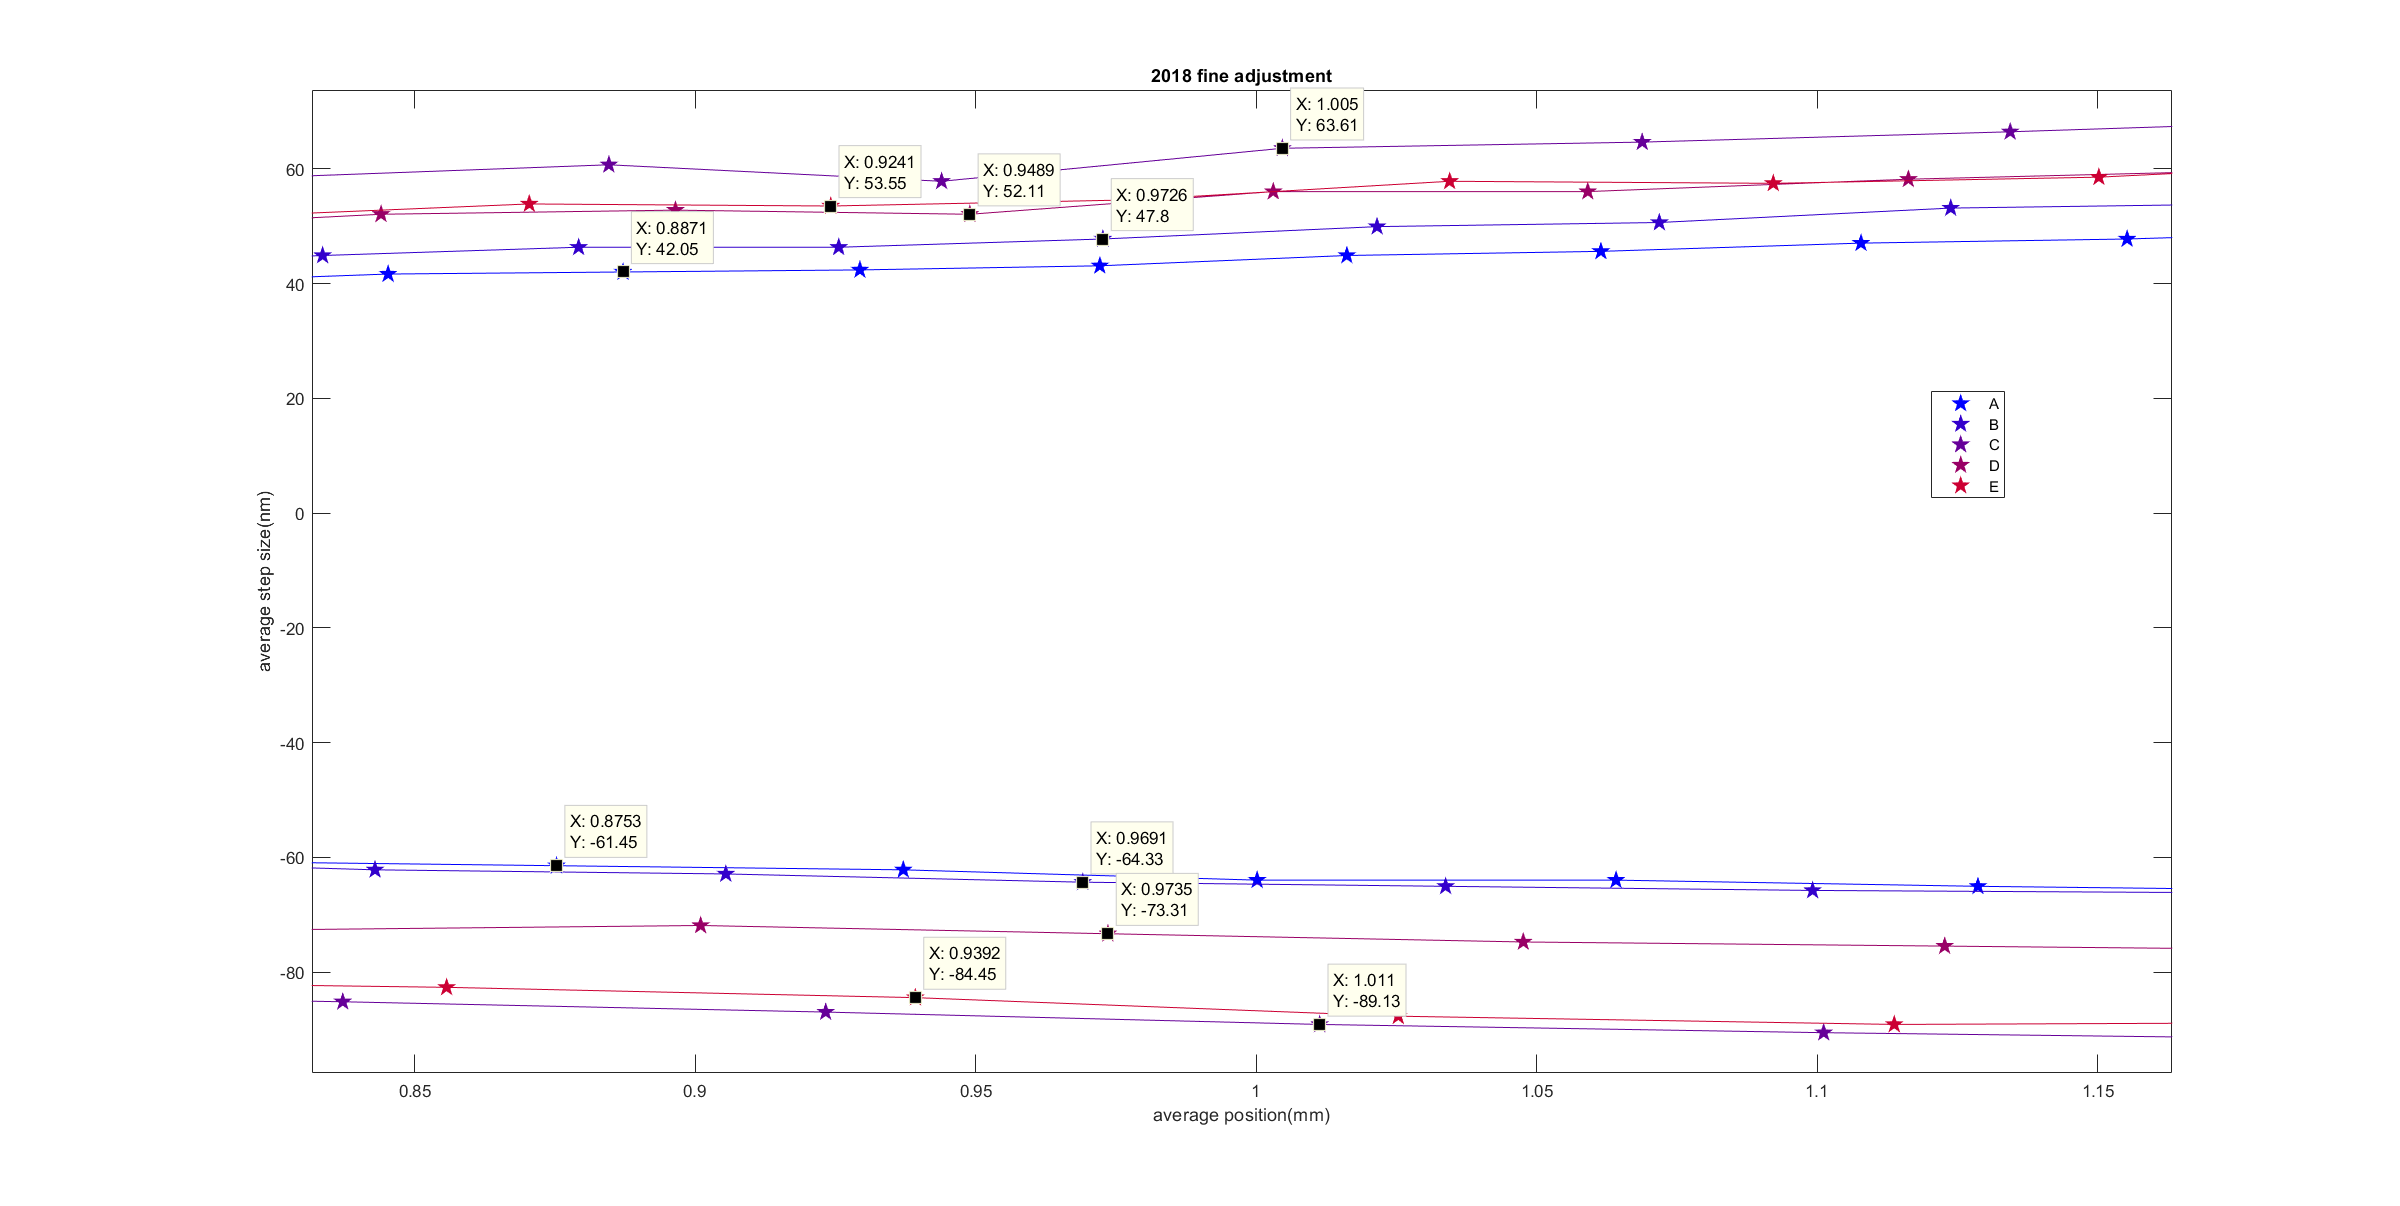 2018 fine adjustment
X: 1.005
Y: 63.61
X: 0.9241
Y: 53.55
X: 0.9489
Y: 52.11
X: 0.9726
Y: 47.8
X: 0.8871
Y: 42.05
60
40
20
0
-20
-40
-60
-80
average step size(nm)
A
B
C
D
E
X: 0.8753
Y: -61.45
X: 0.9691
Y: -64.33
X: 0.9735
Y: -73.31
X: 0.9392
Y: -84.45
X: 1.011
Y: -89.13
0.85
0.9
0.95
1
1.05
1.1
1.15
average position(mm)